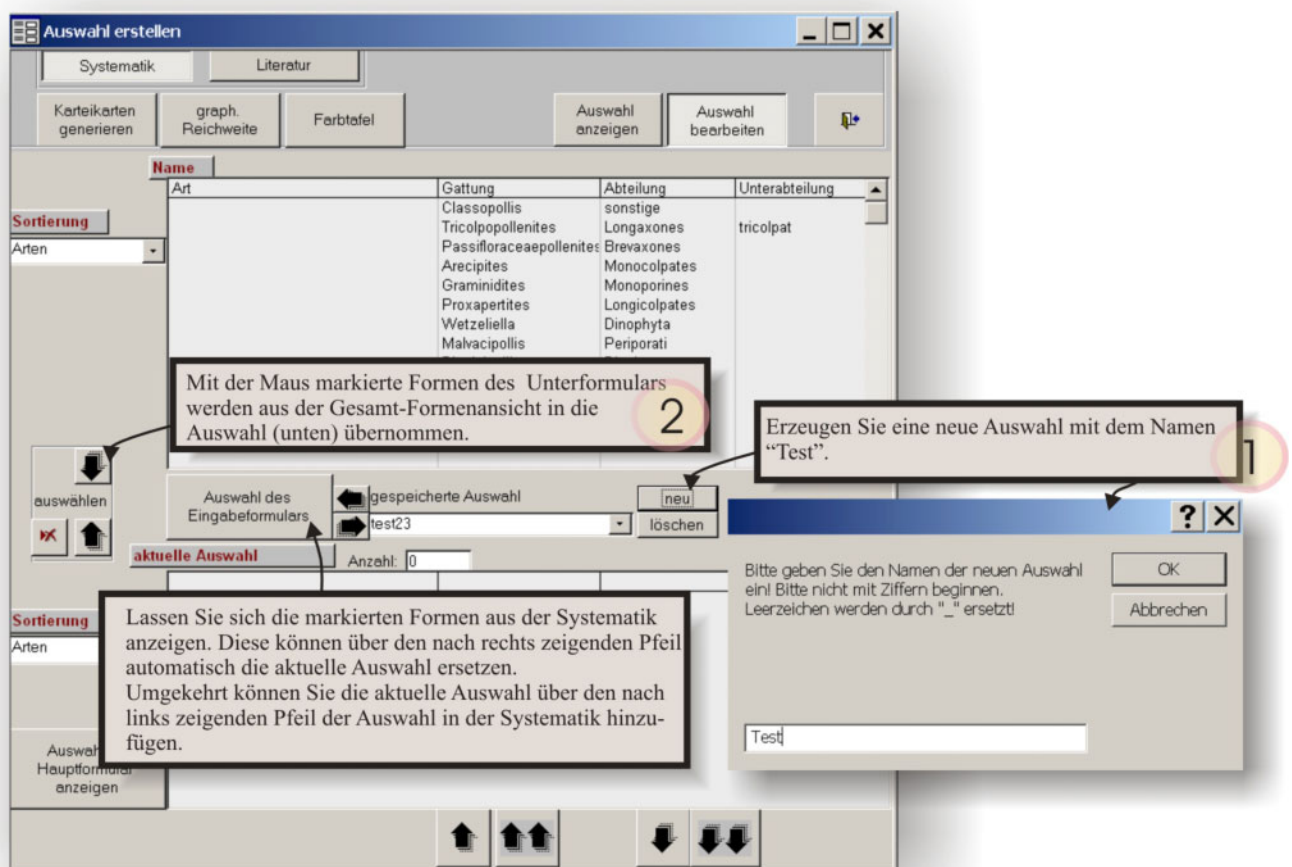 Auswahl erstellen
Systematik Literatur
Karteikarten generieren graph. Reichweite Farbtafel Auswahl anzeigen Auswahl bearbeiten
Name
Art Gattung Abteilung Unterabteilung
Classopollis sonstige
Sortierung
Tricolpopollenites Longaxones tricolpat
Arten
Passifloraceaepollenites Brevaxones
Arecipites Monocolpates
Graminidites Monoporines
Proxapertites Longicolpates
Wetzeliella Dinophyta
Malvacipollis Periporati
Mit der Maus markierte Formen des Unterformulars
werden aus der Gesamt-Formenansicht in die
Auswahl (unten) übernommen.
2
Erzeugen Sie eine neue Auswahl mit dem Namen
“Test”.
1
auswählen
Auswahl des
Eingabeformulars
gespeicherte Auswahl
neu
test23
löschen
aktuelle Auswahl Anzahl: 0
Bitte geben Sie den Namen der neuen Auswahl
ein! Bitte nicht mit Ziffern beginnen.
Leerzeichen werden durch "_" ersetzt!
OK
Abbrechen
Test
Sortierung
Arten
Lassen Sie sich die markierten Formen aus der Systematik
anzeigen. Diese können über den nach rechts zeigenden Pfeil
automatisch die aktuelle Auswahl ersetzen.
Umgekehrt können Sie die aktuelle Auswahl über den nach
links zeigenden Pfeil der Auswahl in der Systematik hinzu-
fügen.
Auswahl
Hauptformular
anzeigen